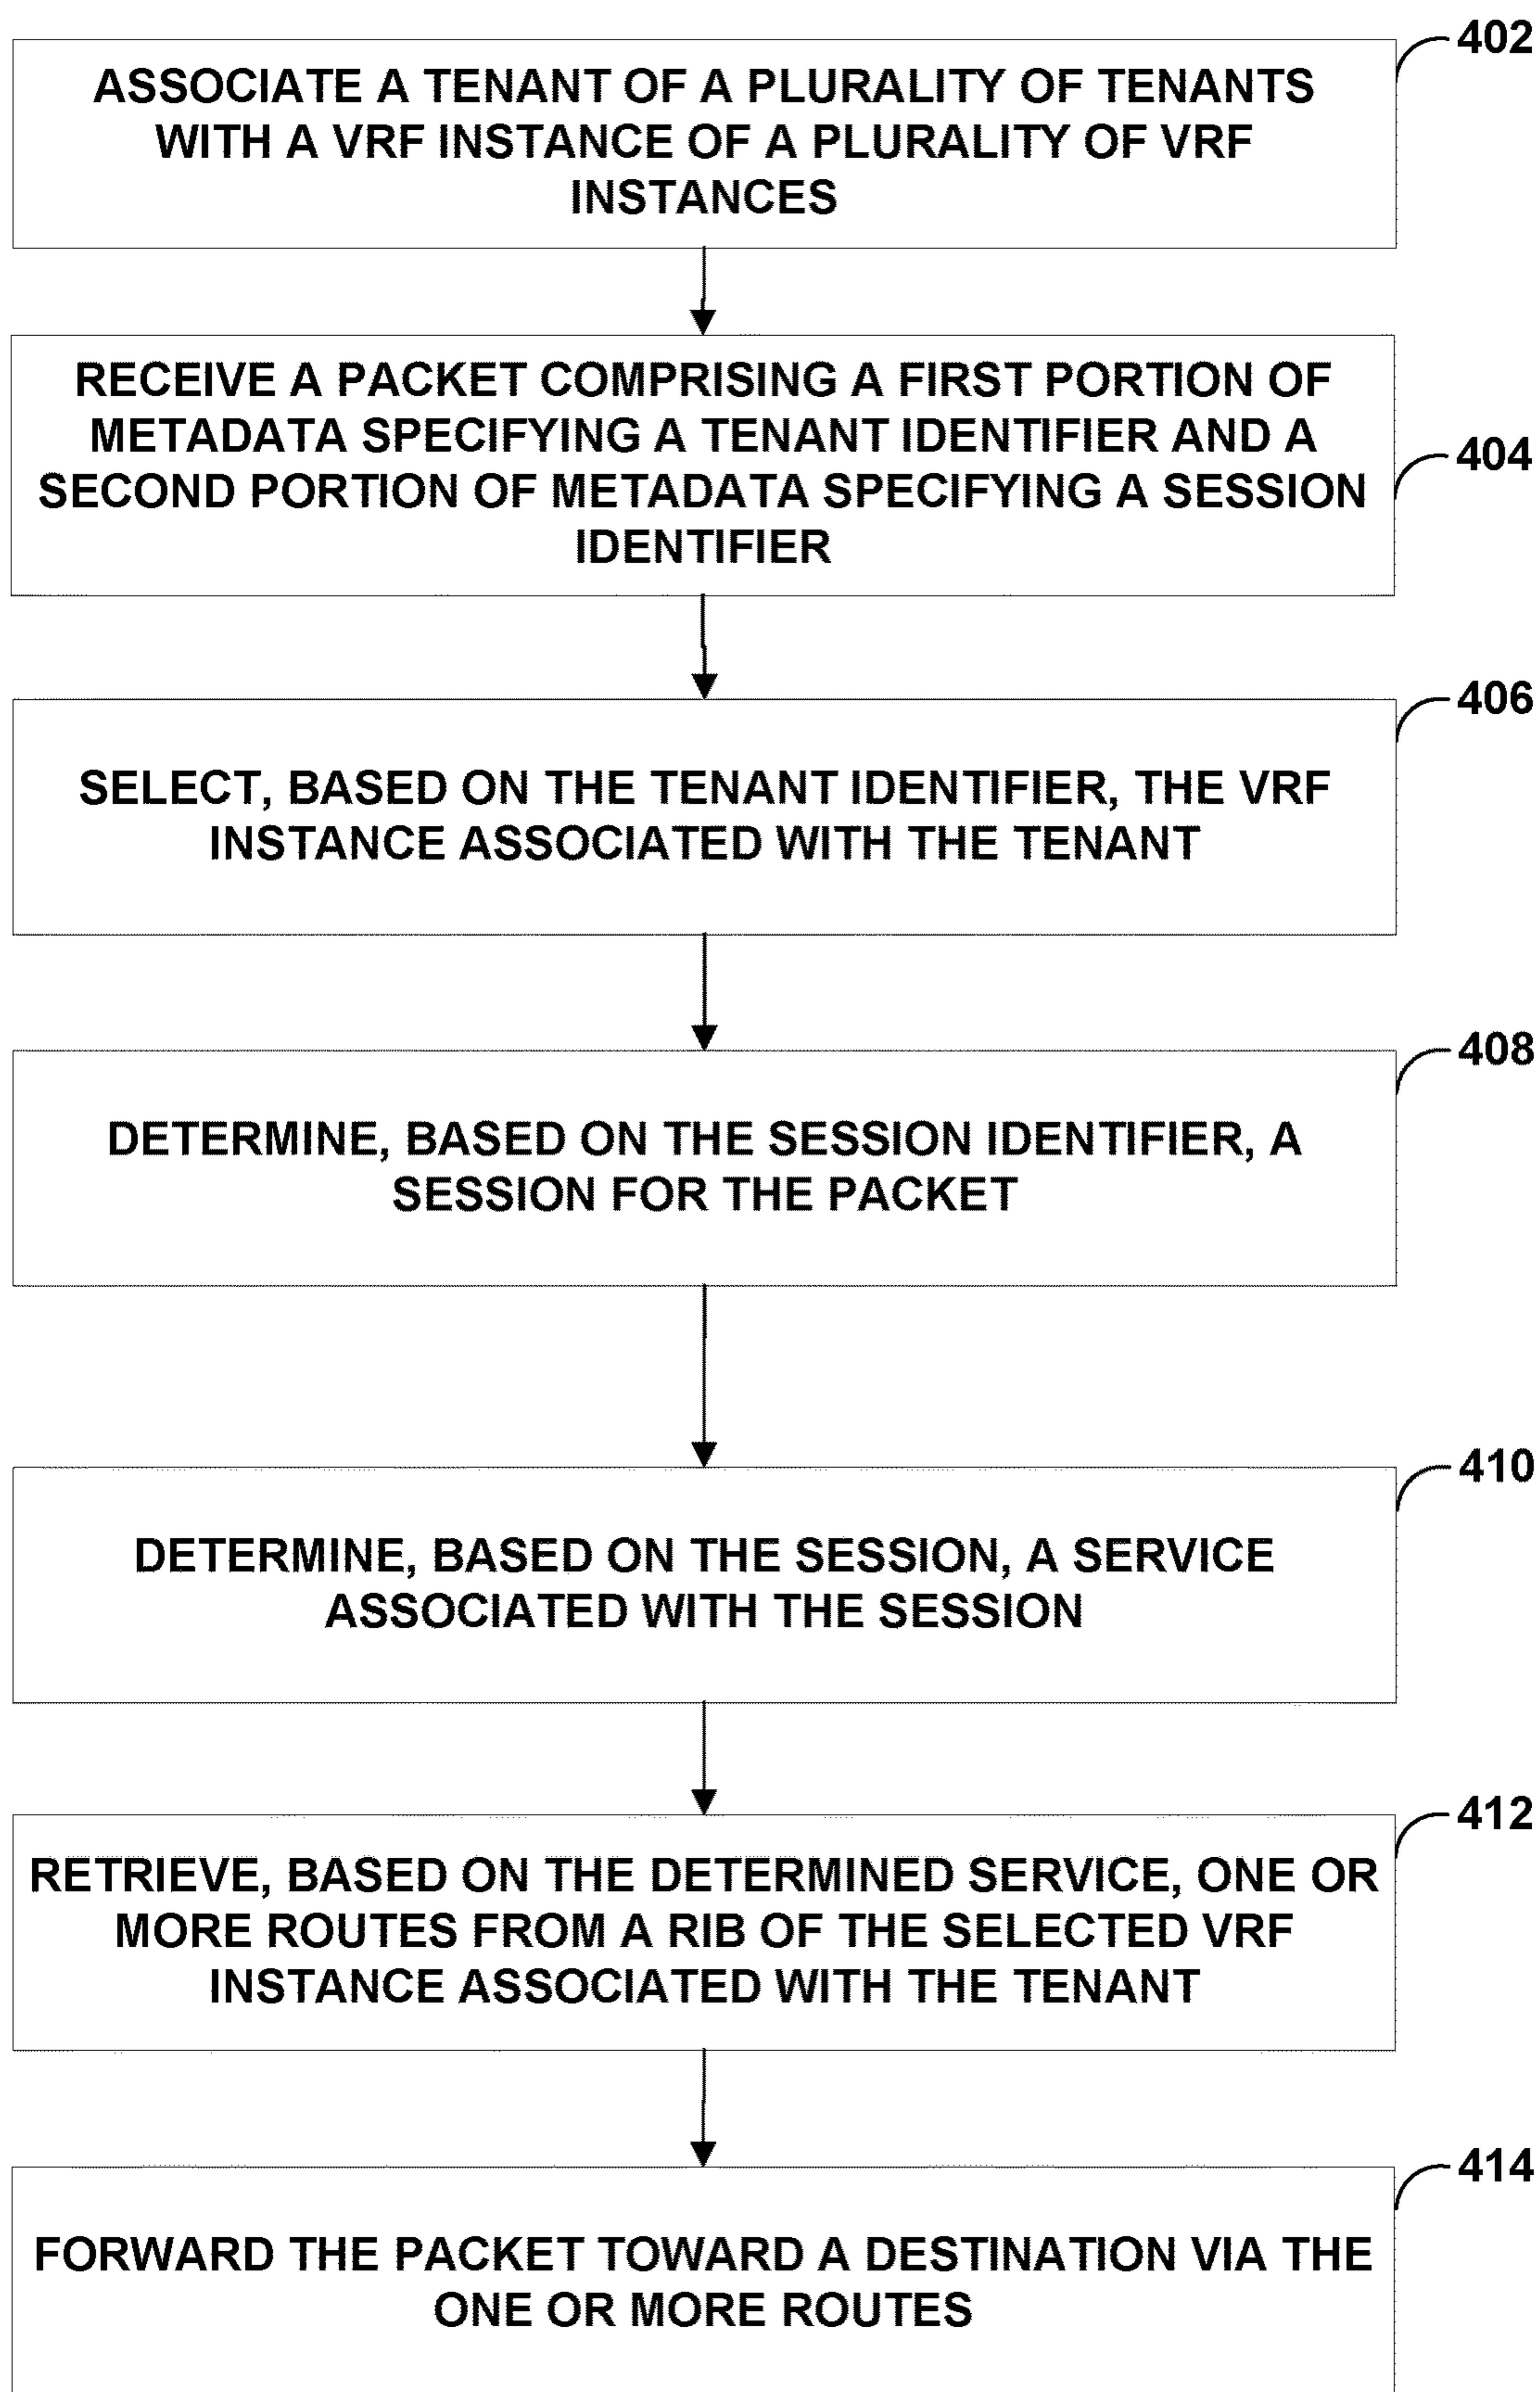 402
ASSOCIATE A TENANT OF A PLURALITY OF TENANTS
WITH A VRF INSTANCE OF A PLURALITY OF VRF
INSTANCES
RECEIVE A PACKET COMPRISING A FIRST PORTION OF
METADATA SPECIFYING A TENANT IDENTIFIER AND A
SECOND PORTION OF METADATA SPECIFYING A SESSION
IDENTIFIER
404
406
SELECT, BASED ON THE TENANT IDENTIFIER, THE VRF
INSTANCE ASSOCIATED WITH THE TENANT
408
DETERMINE, BASED ON THE SESSION IDENTIFIER, A
SESSION FOR THE PACKET
410
DETERMINE, BASED ON THE SESSION, A SERVICE
ASSOCIATED WITH THE SESSION
412
RETRIEVE, BASED ON THE DETERMINED SERVICE, ONE OR
MORE ROUTES FROM A RIB OF THE SELECTED VRF
INSTANCE ASSOCIATED WITH THE TENANT
414
FORWARD THE PACKET TOWARD A DESTINATION VIA THE
ONE OR MORE ROUTES